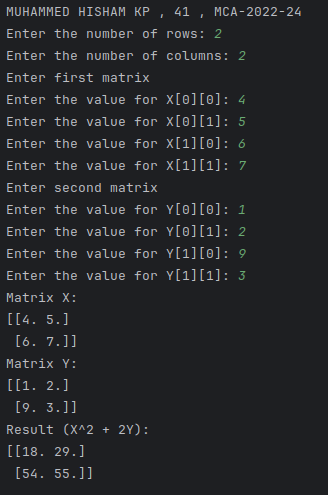 MUHAMMED HISHAM KP , 41 , MCA-2022-24
Enter the number of rows: 2
Enter the number of columns: 2
Enter first matrix
Enter the value for X[0][0]: 4
Enter the value for X[0][1]: 5
Enter the value for X[1][0]: 6
Enter the value for X[1][1]: 7
Enter second matrix
Enter the value for Y[0][0]: 1
Enter the value for Y[0][1]: 2
Enter the value for Y[1][0]: 9
Enter the value for Y[1][1]: 3
Matrix X:
[[4. 5.]
 [6. 7.]]
Matrix Y:
[[1. 2.]
 [9. 3.]]
Result (X^2 + 2Y):
[[18. 29.]
 [54. 55.]]